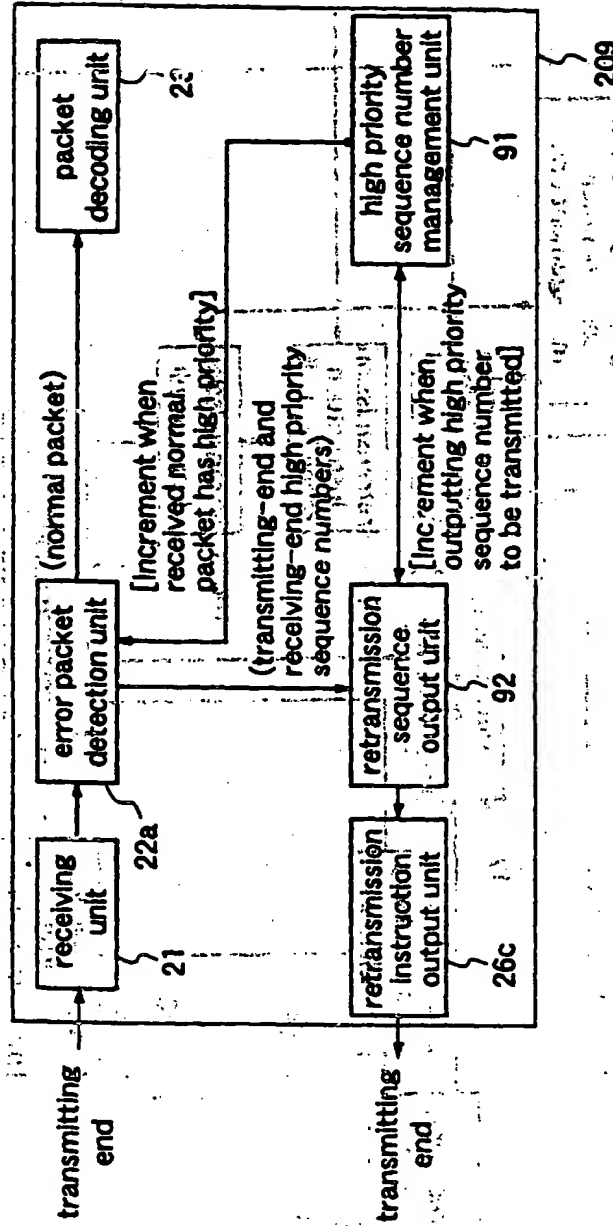 transmitting
end
receiving
unit
21
error packet
detection unit
22a
(normal packet)
packet
decoding unit
23
[Increment when
received normal
packet has high priority]
(transmitting-end and
receiving-end high priority
sequence numbers)
high priority
sequence number
management unit
91
[Increment when
outputting high priority
sequence number
to be transmitted]
retransmission
sequence
output unit
92
retransmission
instruction
output unit
26c
transmitting
end
209